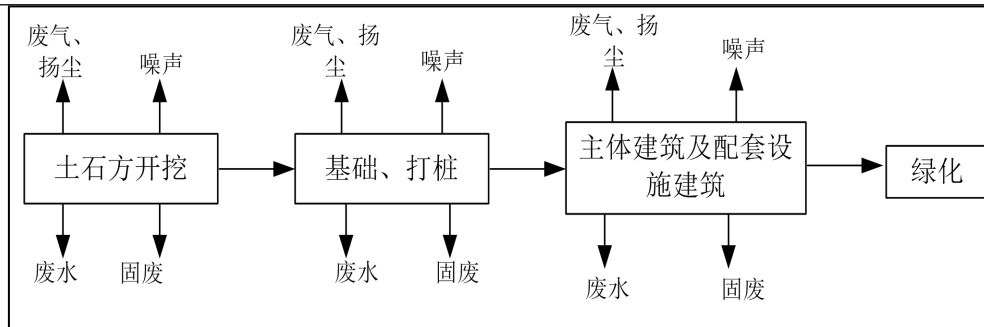 废气、
扬尘
噪声
废气、扬
尘
噪声
废气、扬
尘
噪声
土石方开挖
基础、打桩
主体建筑及配套设
施建筑
绿化
废水
固废
废水
固废
废水
固废